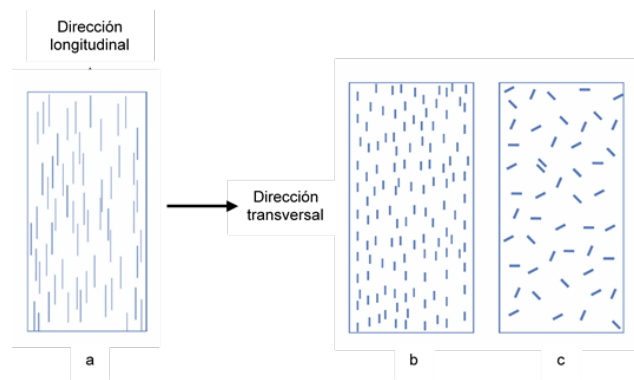 Dirección
longitudinal
Dirección
transversal
a
b
c